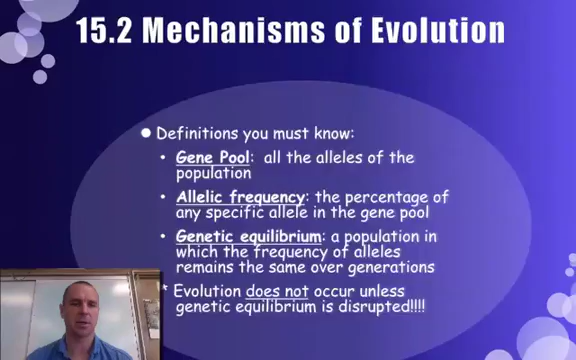 15.2 Mechanisms of Evolution
● Definitions you must know:
• Gene Pool: all the alleles of the
population
• Allelic frequency: the percentage of
any specific allele in the gene pool
• Genetic equilibrium: a population in
which the frequency of alleles
remains the same over generations
* Evolution does not occur unless
genetic equilibrium is disrupted!!!!